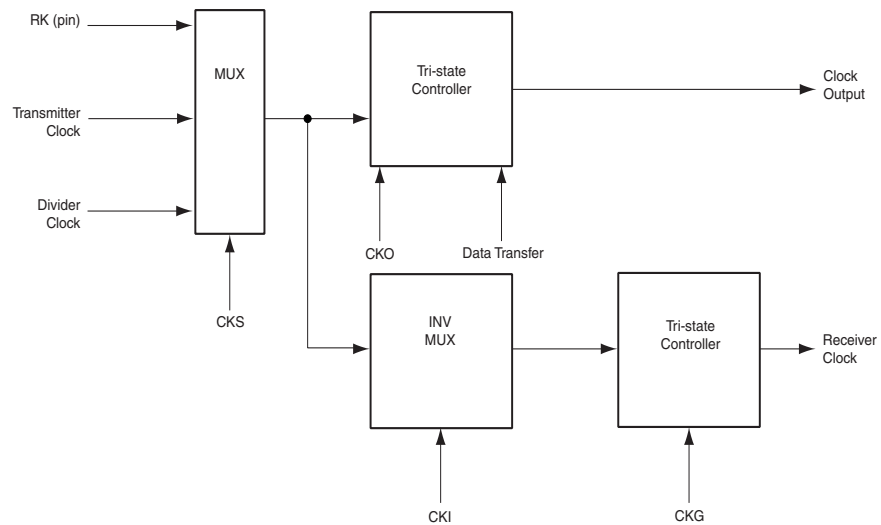 RK (pin)
MUX
Tri-state
Controller
Clock
Output
Transmitter
Clock
Divider
Clock
CKO
Data Transfer
CKS
INV
MUX
Tri-state
Controller
Receiver
Clock
CKI
CKG